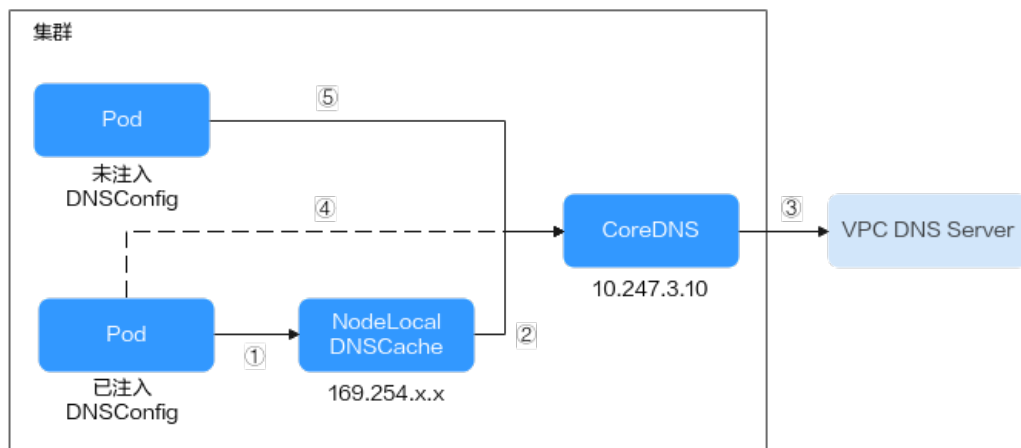 集群
⑤
Pod
未注入
DNSConfig
④
③
CoreDNS
VPC DNS Server
10.247.3.10
Pod
①
NodeLocal
DNSCache
②
已注入
DNSConfig
169.254.x.x